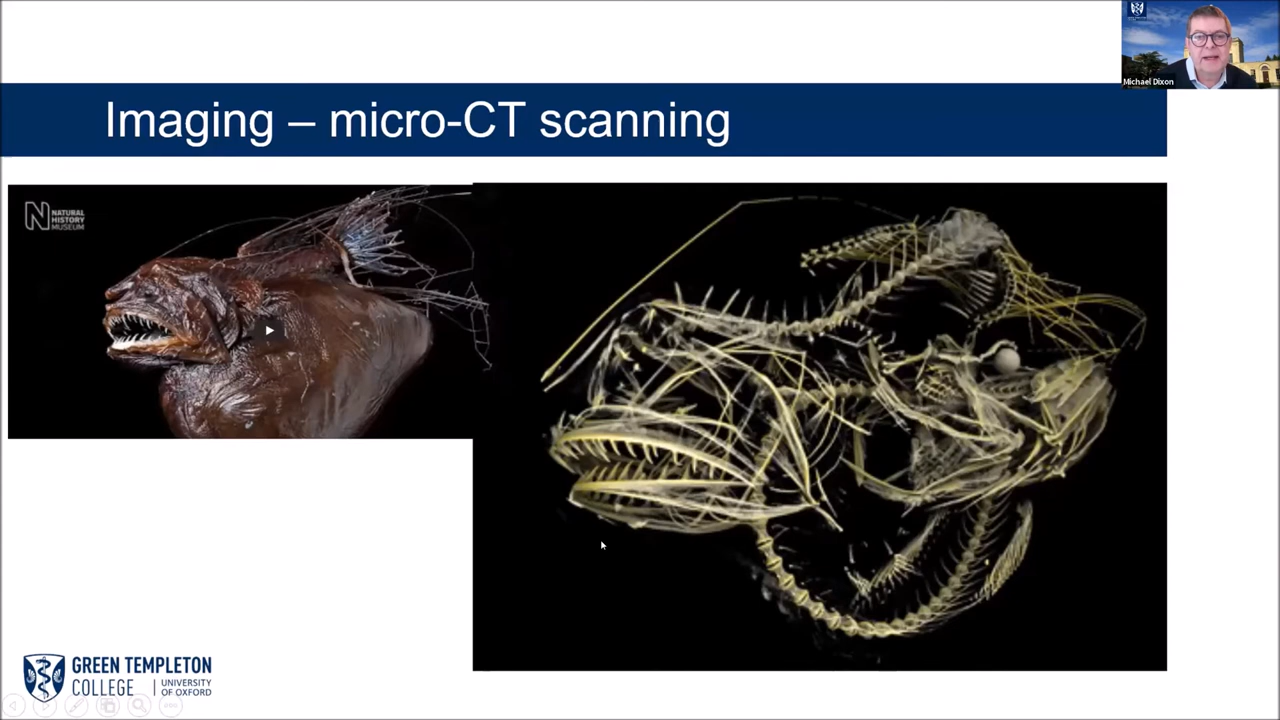 Michael Dixon
Imaging – micro-CT scanning
N NATURAL
HISTORY
MUSEUM
GREEN TEMPLETON
COLLEGE | UNIVERSITY
OF OXFORD